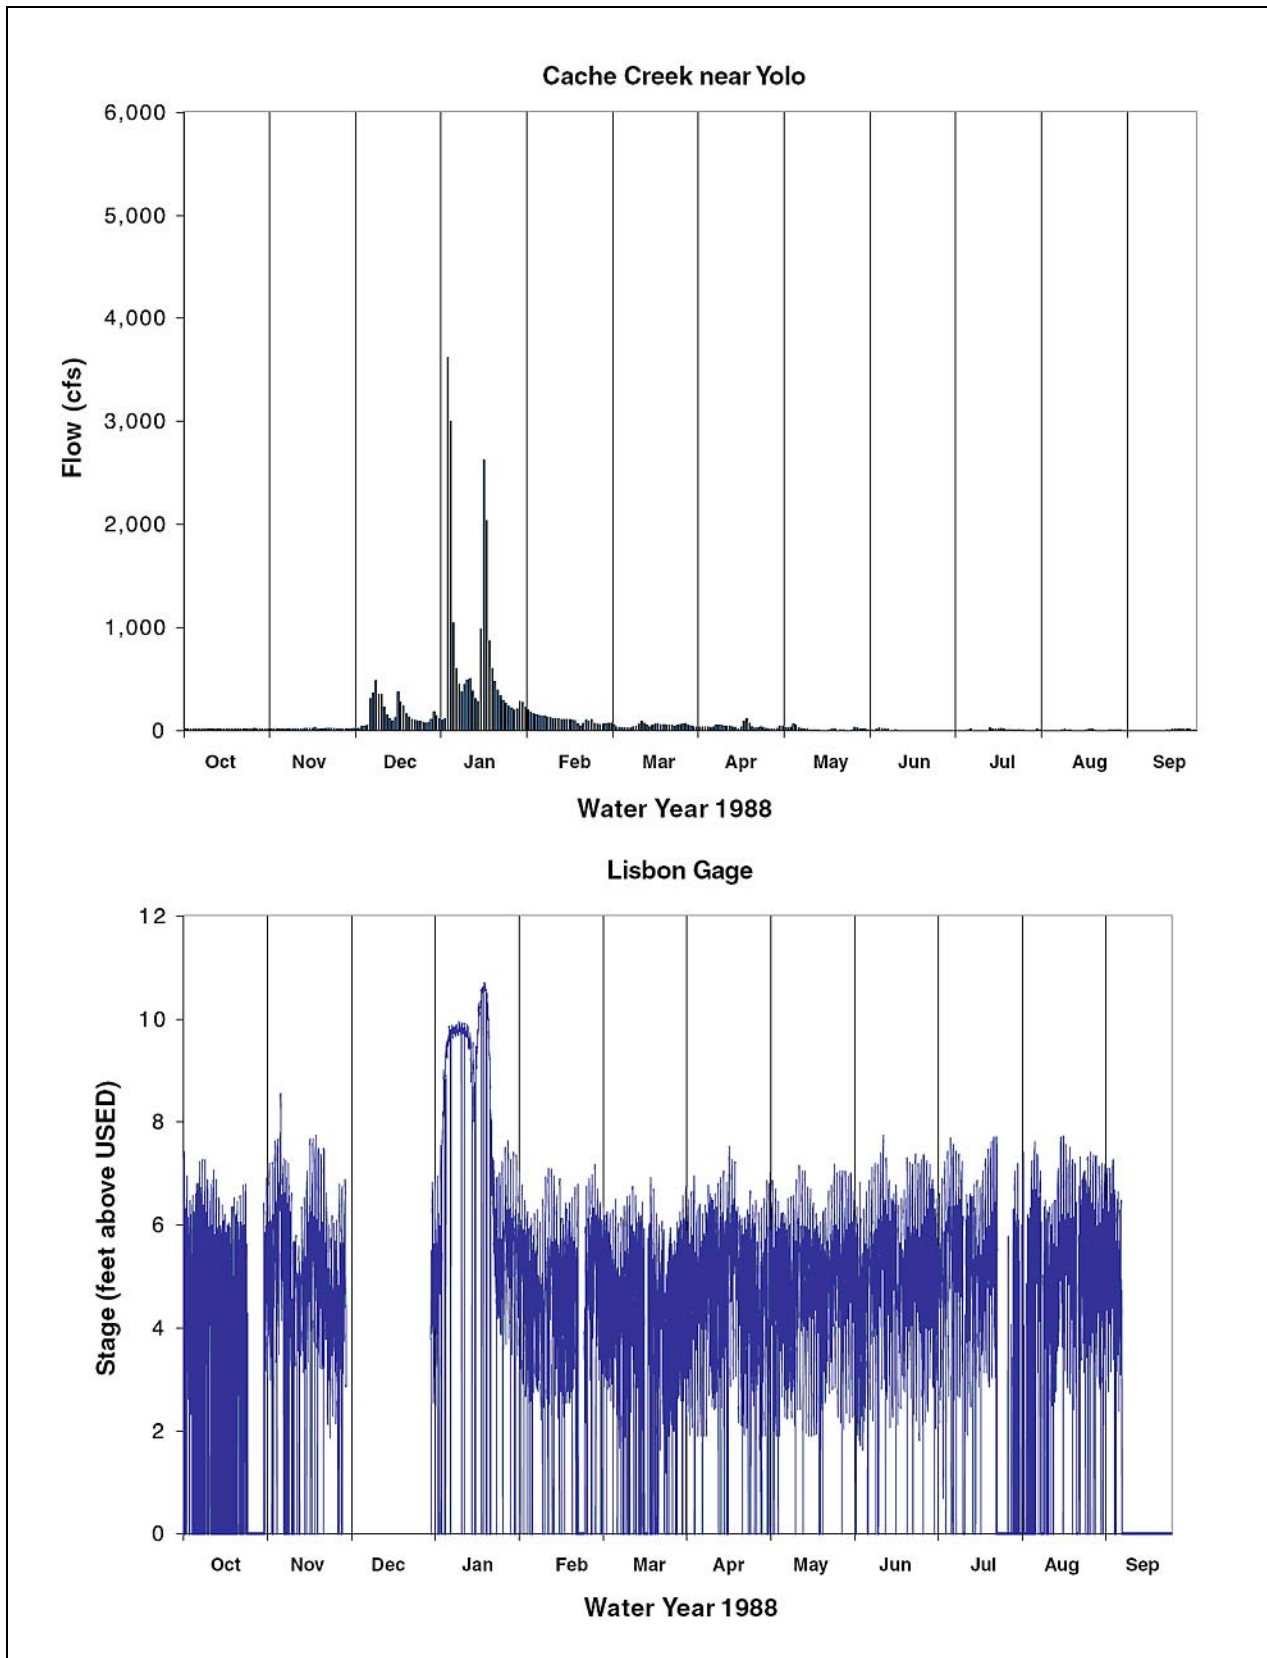 Cache Creek near Yolo
6,000
5,000
4,000
3,000
2,000
1,000
0
Flow (cfs)
Oct Nov Dec Jan Feb Mar Apr May Jun Jul Aug Sep
Water Year 1988
Lisbon Gage
12
10
8
6
4
2
0
Stage (feet above USED)
Oct Nov Dec Jan Feb Mar Apr May Jun Jul Aug Sep
Water Year 1988